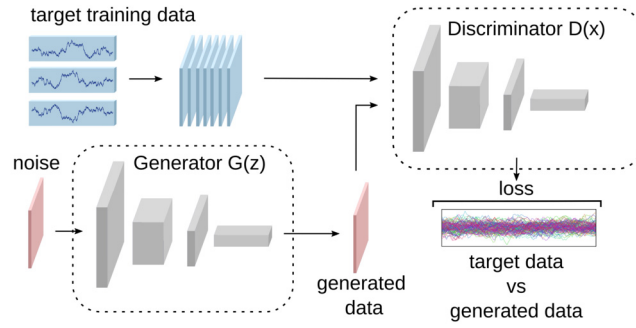 target training data
Discriminator D(x)
noise
Generator G(z)
generated
data
loss
target data
vs
generated data